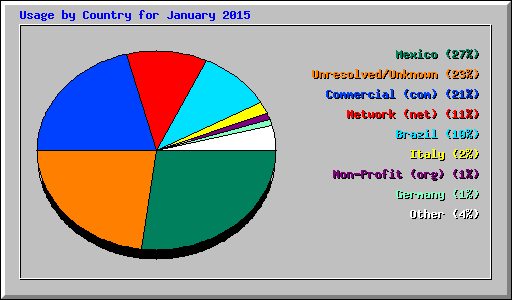 Usage by Country for January 2015
Mexico (27%)
Unresolved/Unknown (23%)
Commercial (com) (21%)
Network (net) (11%)
Brazil (10%)
Italy (2%)
Non-Profit (org) (1%)
Germany (1%)
Other (4%)